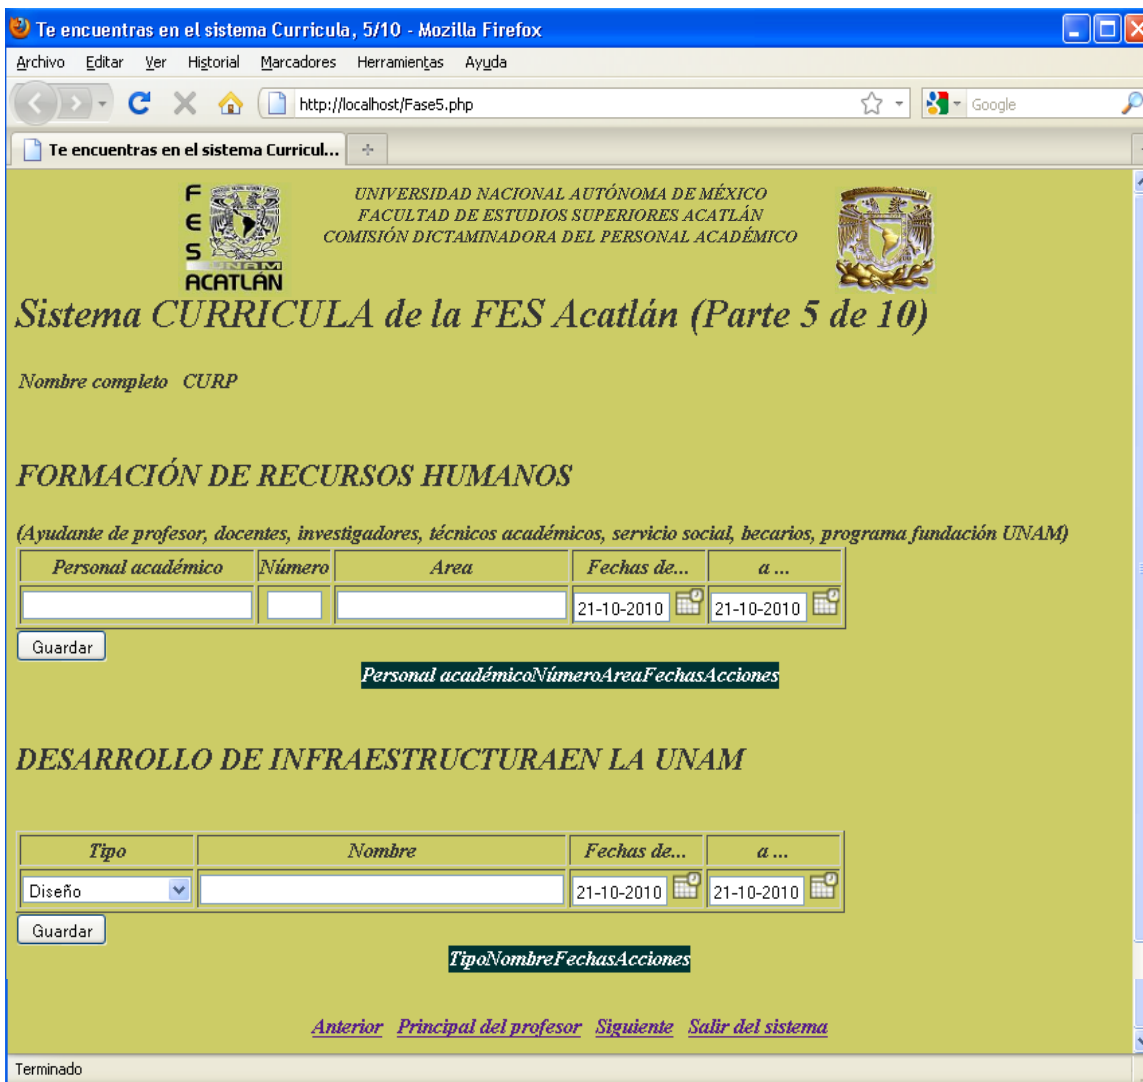 Te encuentras en el sistema Curricula, 5/10 - Mozilla Firefox
Archivo Editar Ver Historial Marcadores Herramientas Ayuda
http://localhost/Fase5.php Google
Te encuentras en el sistema Curricul...
FES UNAM ACATLÁN
UNIVERSIDAD NACIONAL AUTÓNOMA DE MÉXICO
FACULTAD DE ESTUDIOS SUPERIORES ACATLÁN
COMISIÓN DICTAMINADORA DEL PERSONAL ACADÉMICO
Sistema CURRICULA de la FES Acatlán (Parte 5 de 10)
Nombre completo CURP
FORMACIÓN DE RECURSOS HUMANOS
(Ayudante de profesor, docentes, investigadores, técnicos académicos, servicio social, becarios, programa fundación UNAM)
Personal académico Número Area Fechas de... a ...
21-10-2010 21-10-2010
Guardar
Personal académicoNúmeroAreaFechasAcciones
DESARROLLO DE INFRAESTRUCTURAEN LA UNAM
Tipo Nombre Fechas de... a ...
Diseño 21-10-2010 21-10-2010
Guardar
TipoNombreFechasAcciones
Anterior Principal del profesor Siguiente Salir del sistema
Terminado